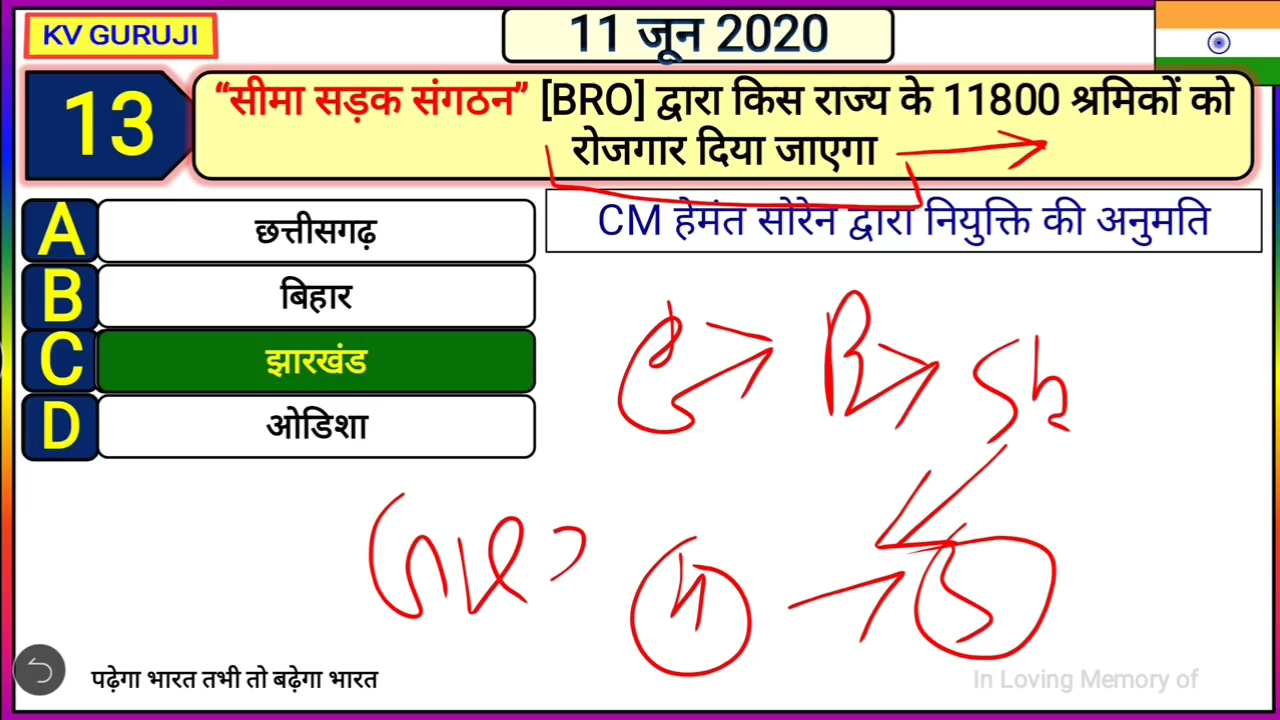 KV GURUJI
11 जून 2020
13
“सीमा सड़क संगठन” [BRO] द्वारा किस राज्य के 11800 श्रमिकों को
रोजगार दिया जाएगा
A छत्तीसगढ़
B बिहार
C झारखंड
D ओडिशा
CM हेमंत सोरेन द्वारा नियुक्ति की अनुमति
पढ़ेगा भारत तभी तो बढ़ेगा भारत
In Loving Memory of